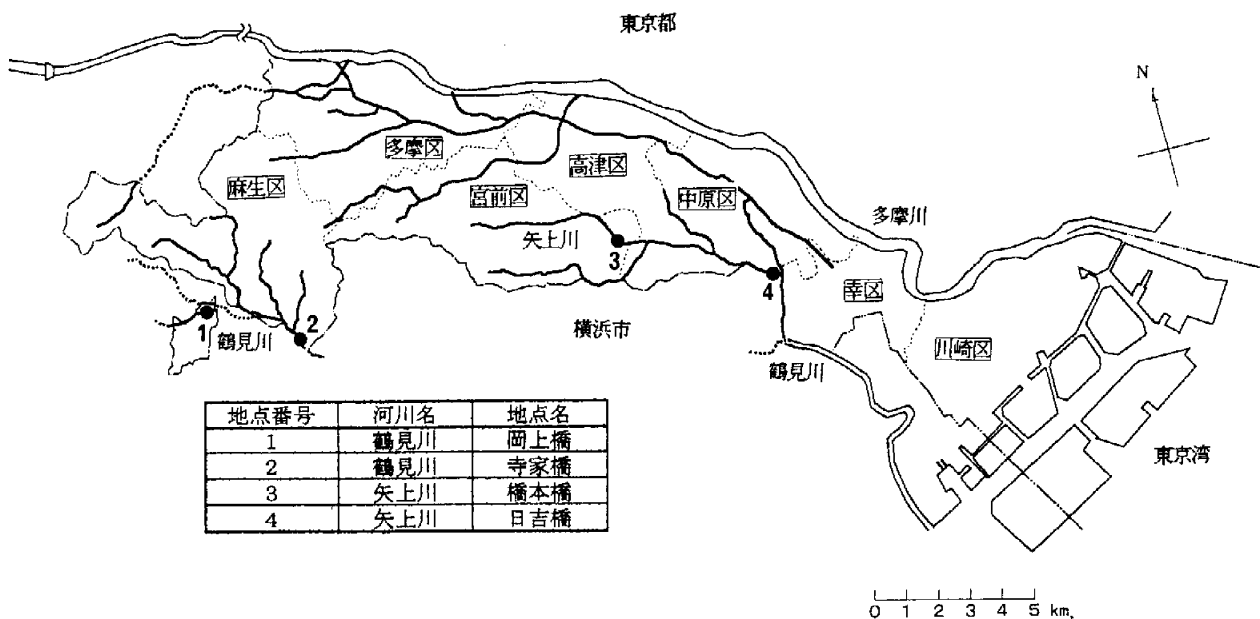 東京都
N
多摩区
高津区
麻生区
宮前区
中原区
多摩川
矢上川
3
4
幸区
1
2
鶴見川
横浜市
鶴見川
川崎区
東京湾
地点番号 河川名 地点名
1 鶴見川 岡上橋
2 鶴見川 寺家橋
3 矢上川 橋本橋
4 矢上川 日吉橋
0 1 2 3 4 5 km.